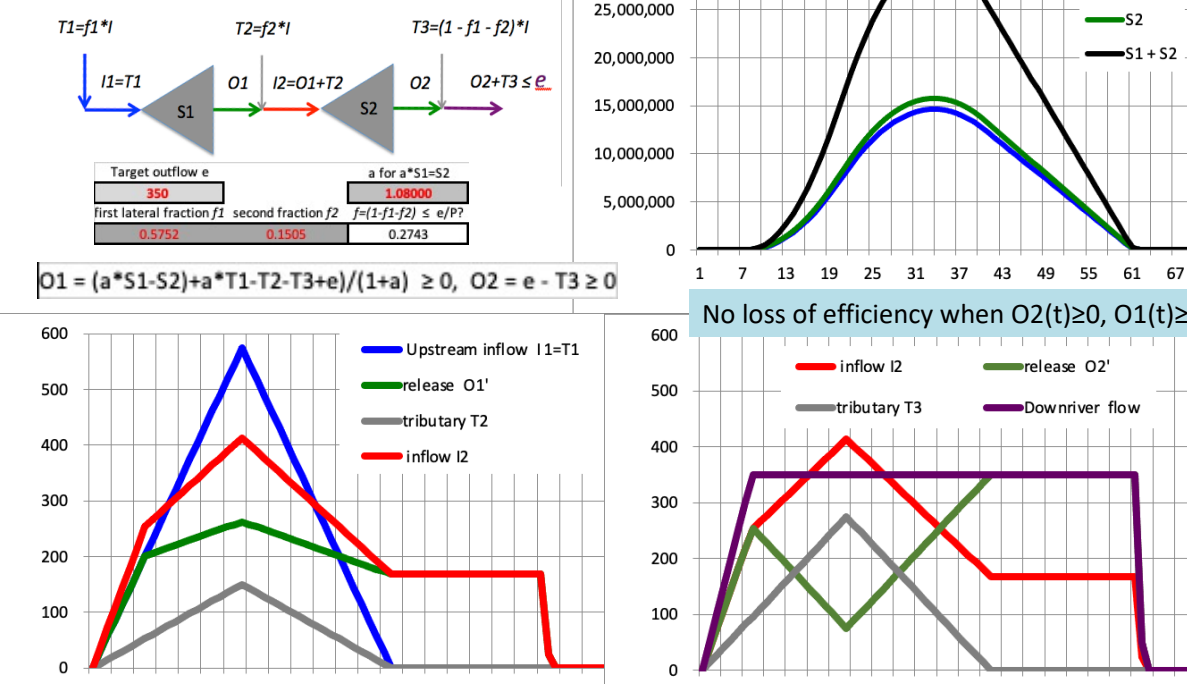 T1=f1*I
T2=f2*I
T3=(1 - f1 - f2)*I
I1=T1
O1
I2=O1+T2
O2
O2+T3 ≤ e
S1
S2
Target outflow e
a for a*S1=S2
350
1.08000
first lateral fraction f1
second fraction f2
f=(1-f1-f2) ≤ e/P?
0.5752
0.1505
0.2743
O1 = (a*S1-S2)+a*T1-T2-T3+e)/(1+a) ≥ 0, O2 = e - T3 ≥ 0
25,000,000
20,000,000
15,000,000
10,000,000
5,000,000
0
S2
S1 + S2
1 7 13 19 25 31 37 43 49 55 61 67
No loss of efficiency when O2(t)≥0, O1(t)≥
600
500
400
300
200
100
0
Upstream inflow I1=T1
release O1'
tributary T2
inflow I2
600
500
400
300
200
100
0
inflow I2
release O2'
tributary T3
Downriver flow